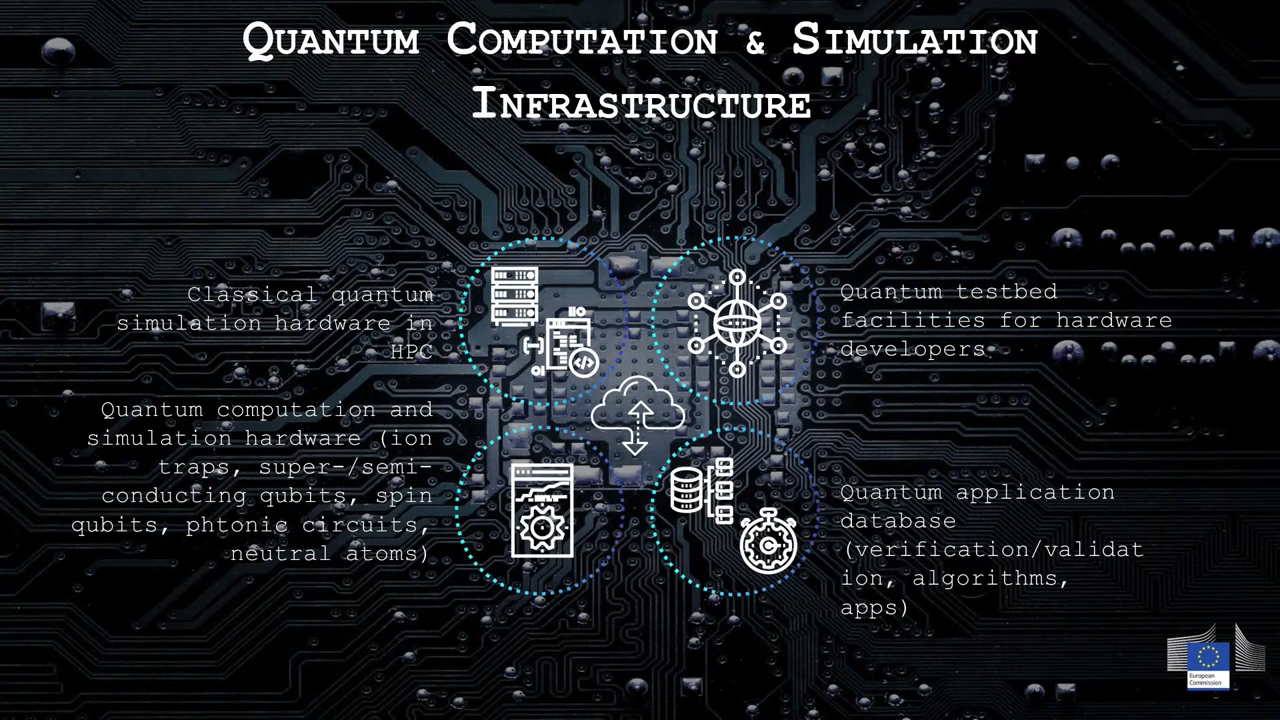 Quantum Computation & Simulation
Infrastructure
Classical quantum
simulation hardware in
HPC
Quantum computation and
simulation hardware (ion
traps, super-/semi-
conducting qubits, spin
qubits, phtonic circuits,
neutral atoms)
Quantum testbed
facilities for hardware
developers
Quantum application
database
(verification/validat
ion, algorithms,
apps)
European
Commission